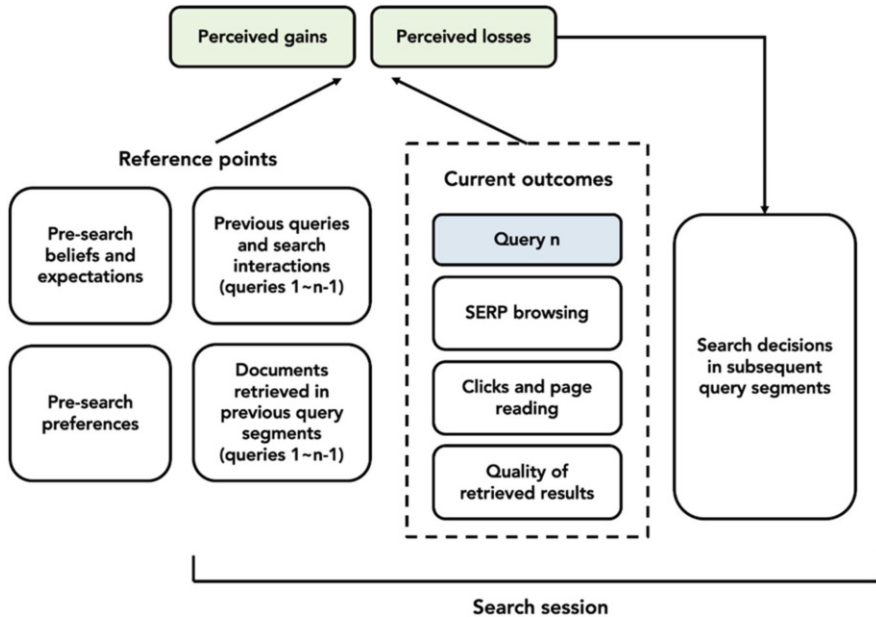 Perceived gains
Perceived losses
Reference points
Pre-search
beliefs and
expectations
Previous queries
and search
interactions
(queries 1~n-1)
Pre-search
preferences
Documents
retrieved in
previous query
segments
(queries 1~n-1)
Current outcomes
Query n
SERP browsing
Clicks and page
reading
Quality of
retrieved results
Search decisions
in subsequent
query segments
Search session